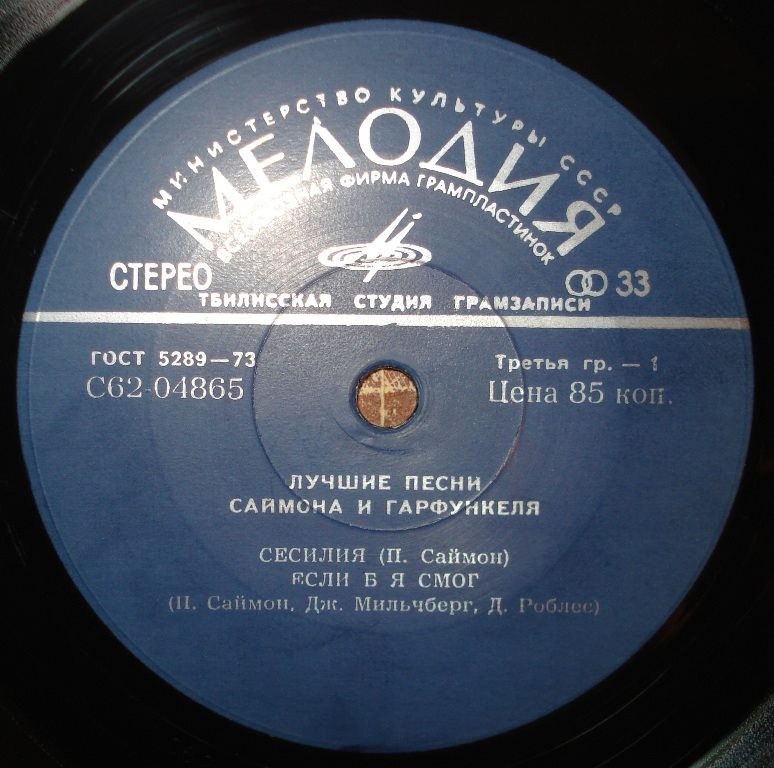 МИНИСТЕРСТВО КУЛЬТУРЫ СССР
МЕЛОДИЯ
ВСЕСОЮЗНАЯ ФИРМА ГРАМПЛАСТИНОК
СТЕРЕО
33
ТБИЛИССКАЯ СТУДИЯ ГРАМЗАПИСИ
ГОСТ 5289—73
Третья гр. — 1
С62-04865
Цена 85 коп.
ЛУЧШИЕ ПЕСНИ
САЙМОНА И ГАРФУНКЕЛЯ
СЕСИЛИЯ (П. Саймон)
ЕСЛИ Б Я СМОГ
(П. Саймон, Дж. Мильчберг, Д. Роблес)